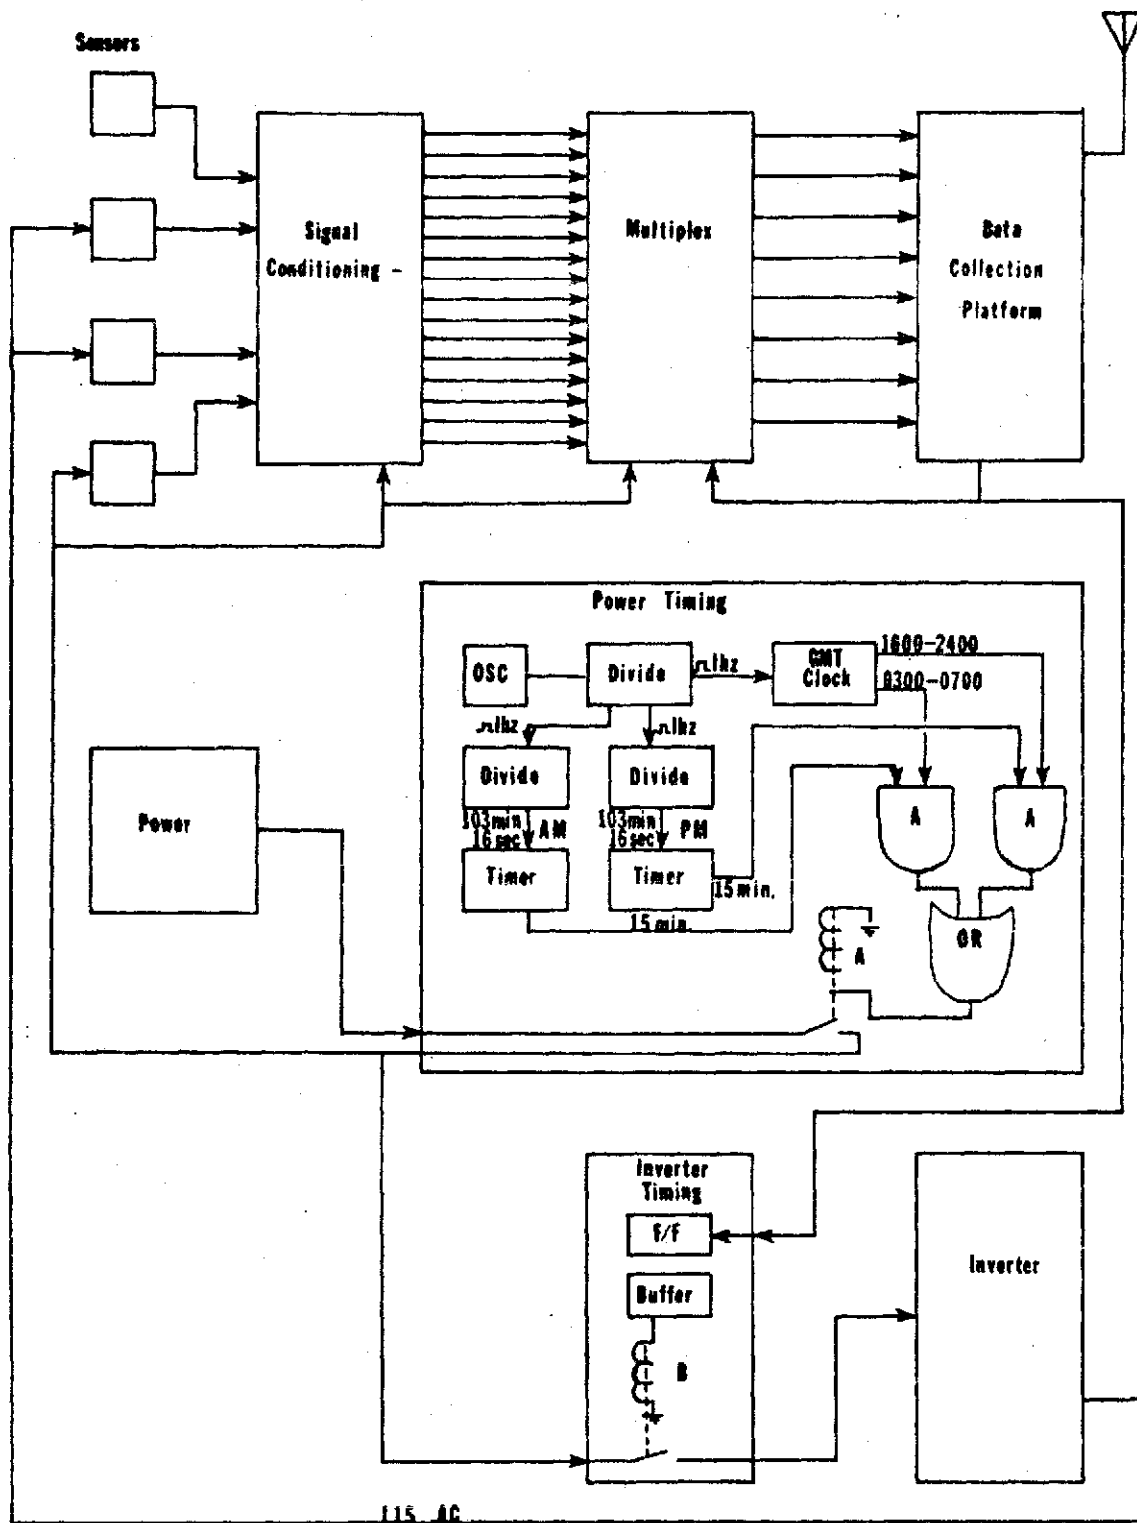 Sensors
Signal
Conditioning -
Multiplex
Data
Collection
Platform
Power Timing
OSC
Divide
1hz
GMT
Clock
1600-2400
0300-0700
1hz
1hz
Divide
Divide
A
A
103min
16sec
AM
103min
16sec
PM
Power
Timer
Timer
15min.
15min.
OR
A
Inverter
Timing
F/F
Buffer
B
Inverter
115 AC